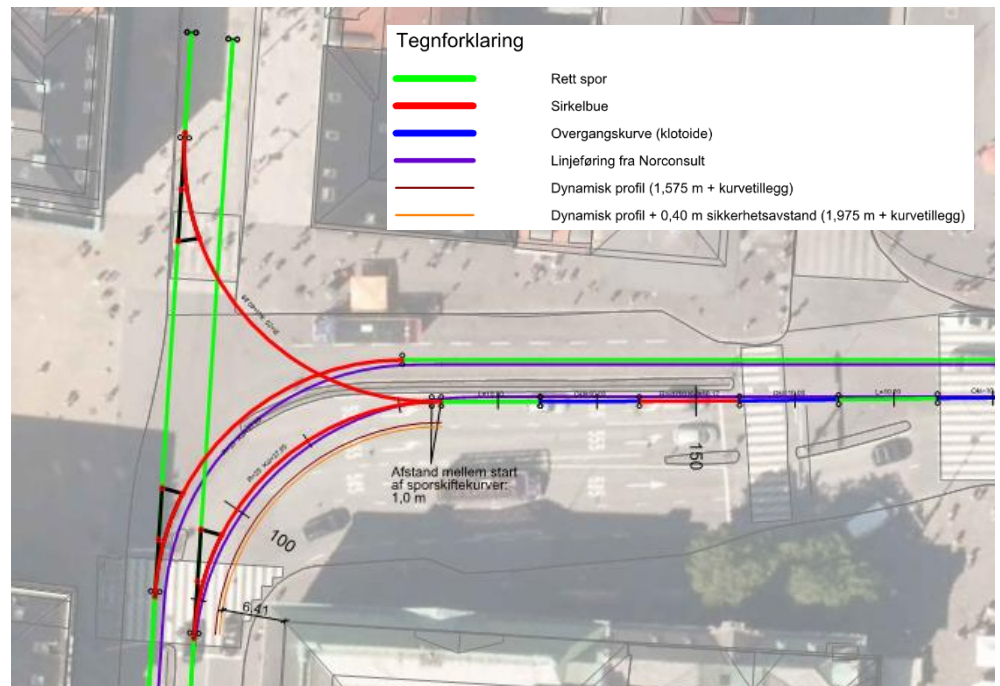 Tegnforklaring
Rett spor
Sirkelbue
Overgangskurve (klotoide)
Linjeføring fra Norconsult
Dynamisk profil (1,575 m + kurvetillegg)
Dynamisk profil + 0,40 m sikkerhetsavstand (1,975 m + kurvetillegg)
150
Afstand mellem start
af sporskiftekurver:
1,0 m
100
6,41